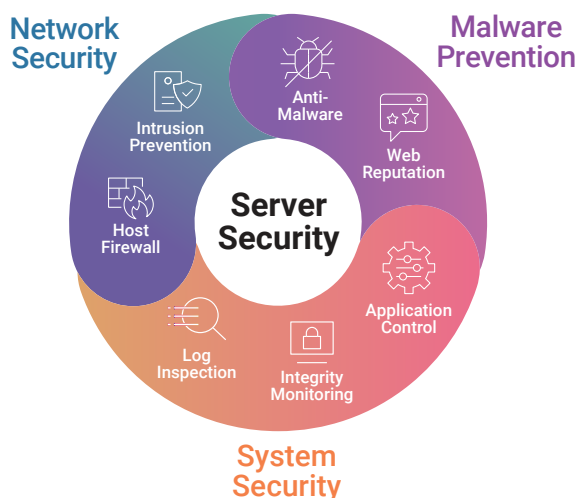 Network
Security
Malware
Prevention
Anti-
Malware
Intrusion
Prevention
Web
Reputation
Server
Security
Host
Firewall
Application
Control
Log
Inspection
Integrity
Monitoring
System
Security